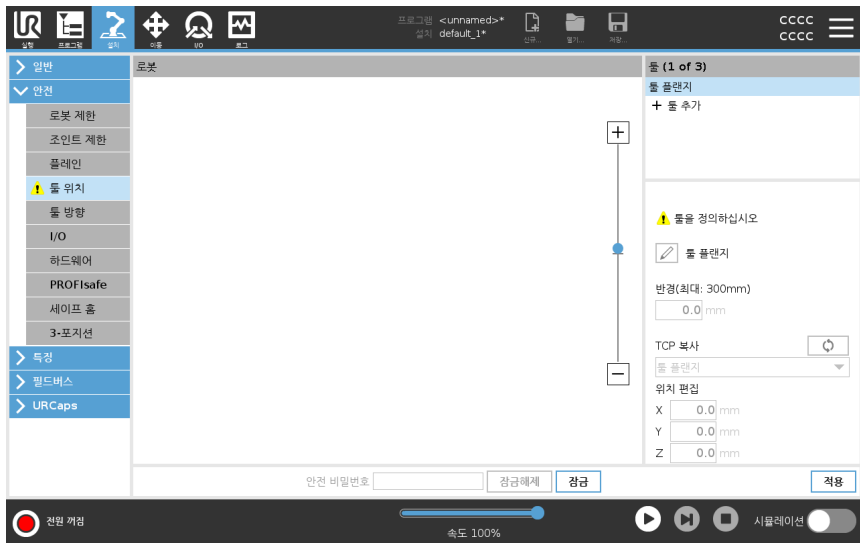 UR
실행
프로그램
설치
이동
I/O
로그
프로그램 <unnamed>*
설치 default_1*
신규...
열기...
저장...
cccc
cccc
일반
안전
로봇 제한
조인트 제한
플레인
툴 위치
툴 방향
I/O
하드웨어
PROFIsafe
세이프 홈
3-포지션
특징
필드버스
URCaps
로봇
툴 (1 of 3)
툴 플랜지
+ 툴 추가
툴을 정의하십시오
툴 플랜지
반경(최대: 300mm)
0.0 mm
TCP 복사
툴 플랜지
위치 편집
X 0.0 mm
Y 0.0 mm
Z 0.0 mm
안전 비밀번호
잠금해제
잠금
적용
전원 꺼짐
속도 100%
시뮬레이션